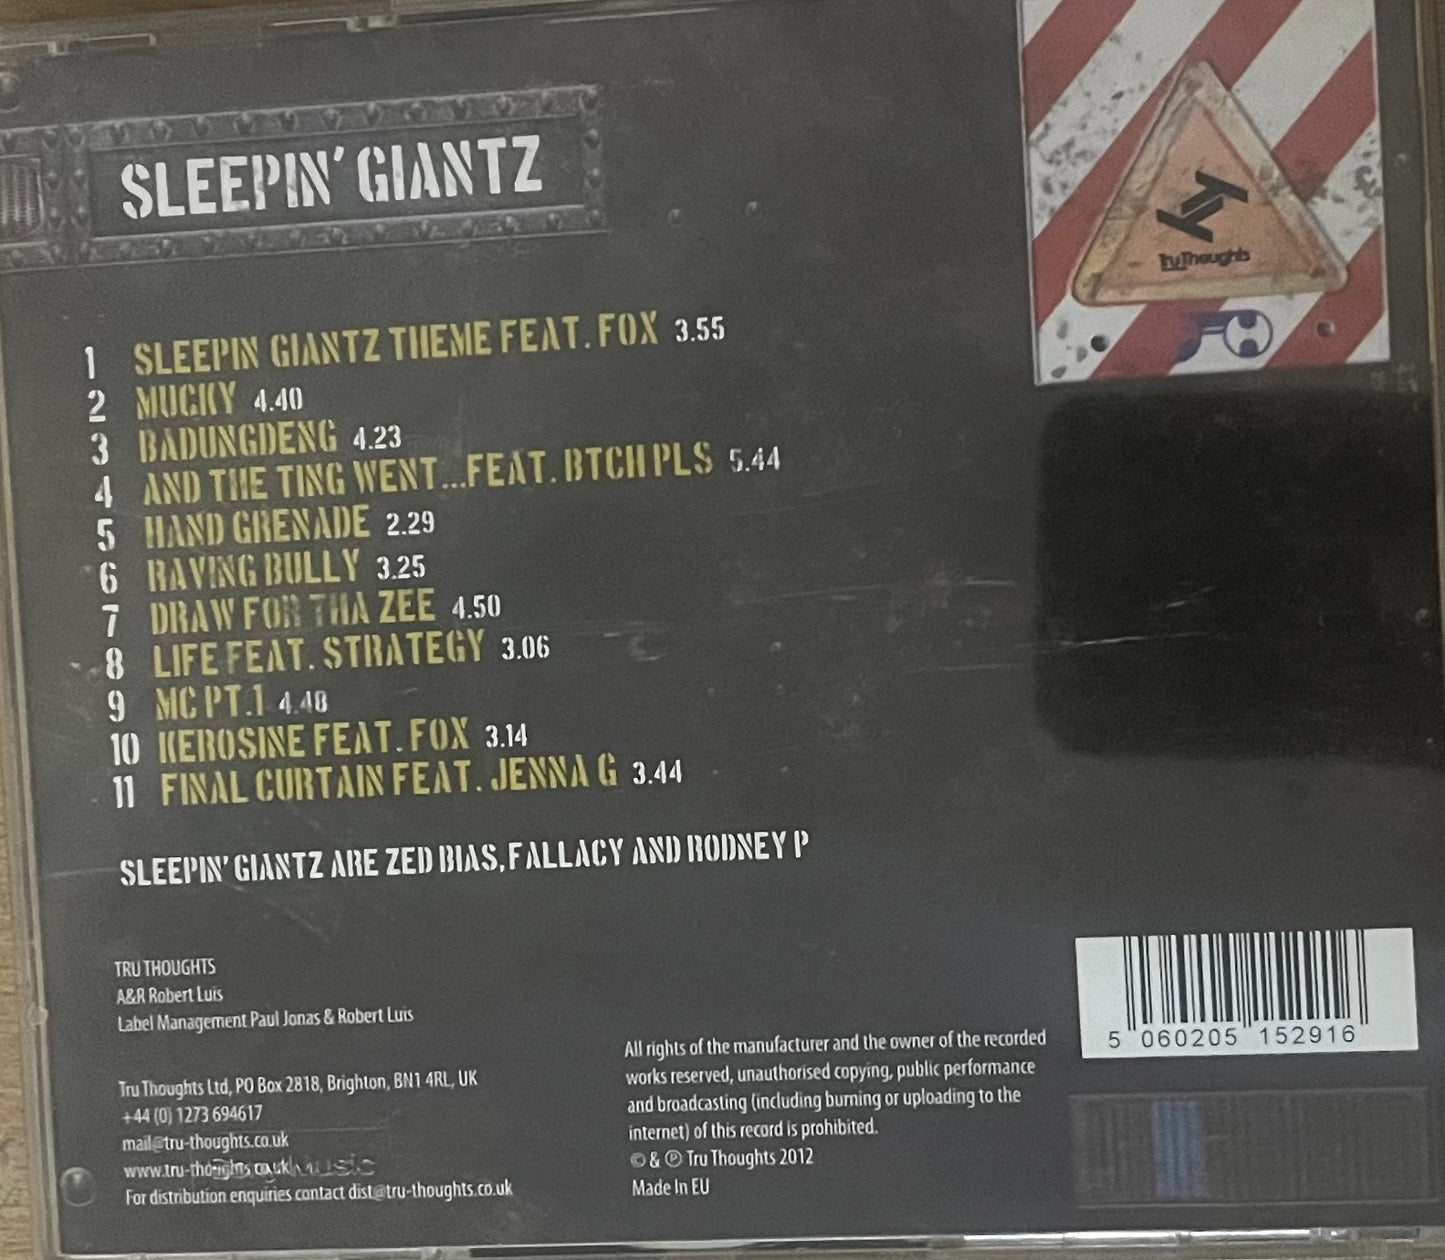 SLEEPIN' GIANTZ
Tru Thoughts
1 SLEEPIN GIANTZ THEME FEAT. FOX 3.55
2 MUCKY 4.40
3 BADUNGDENG 4.23
4 AND THE TING WENT...FEAT. BTCH PLS 5.44
5 HAND GRENADE 2.29
6 RAVING BULLY 3.25
7 DRAW FOR THA ZEE 4.50
8 LIFE FEAT. STRATEGY 3.06
9 MC PT.1 4.48
10 KEROSINE FEAT. FOX 3.14
11 FINAL CURTAIN FEAT. JENNA G 3.44
SLEEPIN' GIANTZ ARE ZED BIAS, FALLACY AND RODNEY P
TRU THOUGHTS
A&R Robert Luis
Label Management Paul Jonas & Robert Luis
Tru Thoughts Ltd, PO Box 2818, Brighton, BN1 4RL, UK
+44 (0) 1273 694617
mail@tru-thoughts.co.uk
www.tru-thoughts.co.uk
For distribution enquiries contact dist@tru-thoughts.co.uk
All rights of the manufacturer and the owner of the recorded
works reserved, unauthorised copying, public performance
and broadcasting (including burning or uploading to the
internet) of this record is prohibited.
© & ℗ Tru Thoughts 2012
Made In EU
5 060205 152916